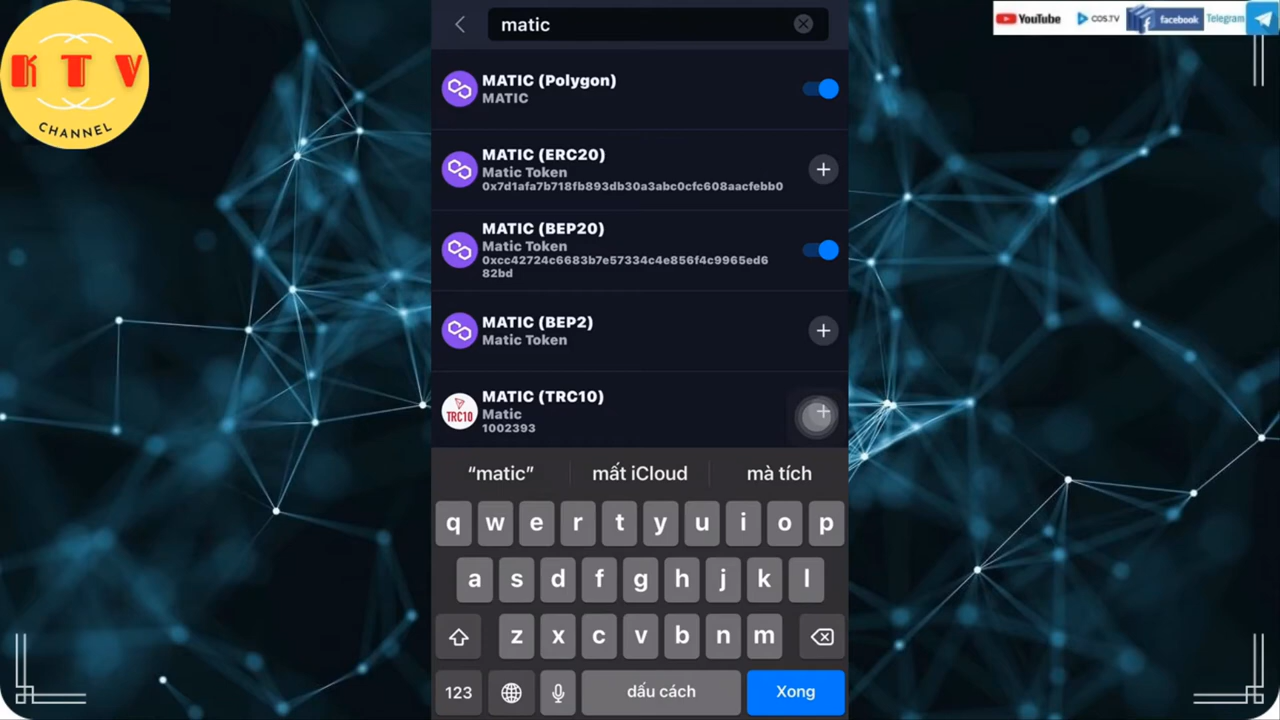 K T V
CHANNEL
YouTube
COS.TV
facebook
Telegram
matic
MATIC (Polygon)
MATIC
MATIC (ERC20)
Matic Token
0x7d1afa7b718fb893db30a3abc0cfc608aacfebb0
MATIC (BEP20)
Matic Token
0xcc42724c6683b7e57334c4e856f4c9965ed6
82bd
MATIC (BEP2)
Matic Token
TRC10
MATIC (TRC10)
Matic
1002393
“matic” mất iCloud mà tích
q w e r t y u i o p
a s d f g h j k l
z x c v b n m
123 dấu cách Xong